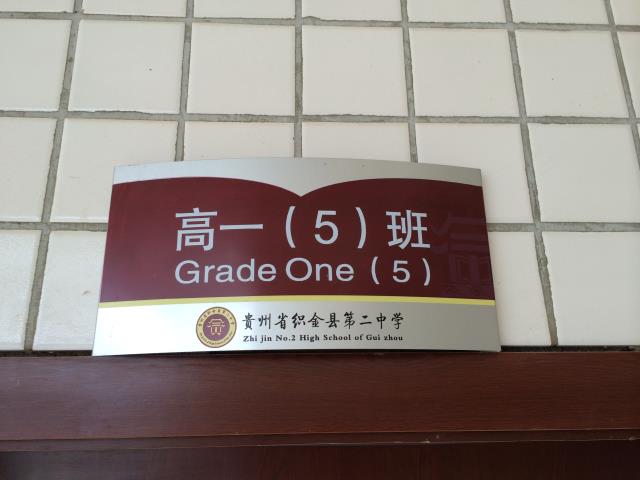 高一（5）班
Grade One（5）
贵州省织金县第二中学
Zhi jin No.2 High School of Gui zhou